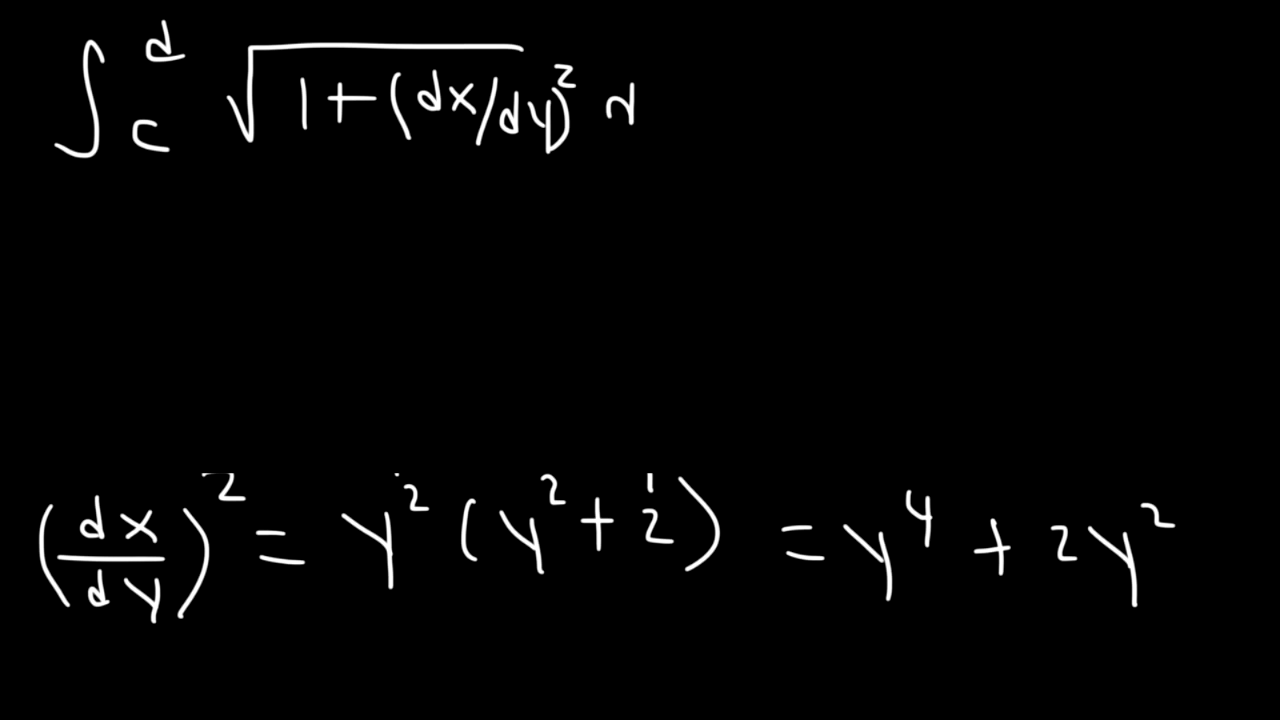 ∫_c^d √(1+(dx/dy)²
(dx/dy)² = y² (y² + 2) = y⁴ + 2y²